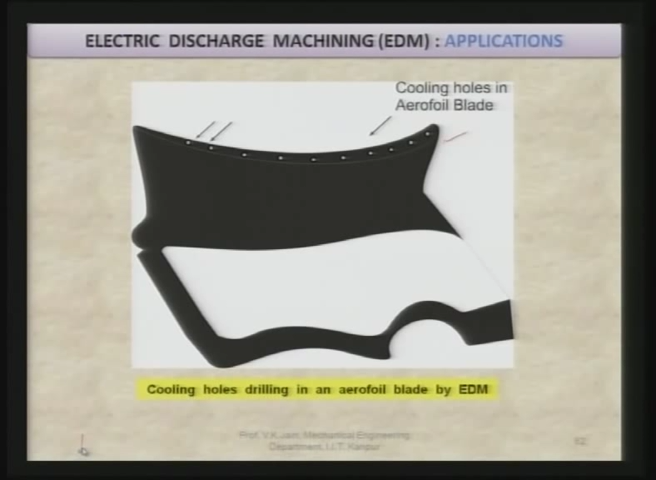 ELECTRIC DISCHARGE MACHINING (EDM) : APPLICATIONS
Cooling holes in
Aerofoil Blade
Cooling holes drilling in an aerofoil blade by EDM
Prof. V.K.Jain, Mechanical Engineering
Department, I.I.T. Kanpur